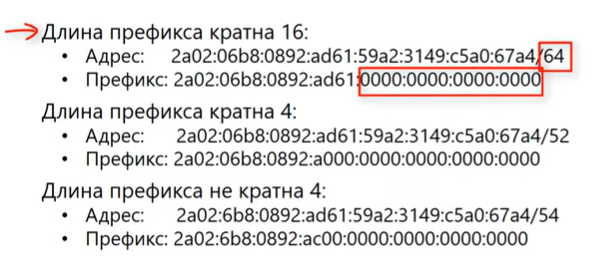 Длина префикса кратна 16:
• Адрес: 2a02:06b8:0892:ad61:59a2:3149:c5a0:67a4/64
• Префикс: 2a02:06b8:0892:ad61:0000:0000:0000:0000
Длина префикса кратна 4:
• Адрес: 2a02:06b8:0892:ad61:59a2:3149:c5a0:67a4/52
• Префикс: 2a02:06b8:0892:a000:0000:0000:0000:0000
Длина префикса не кратна 4:
• Адрес: 2a02:6b8:0892:ad61:59a2:3149:c5a0:67a4/54
• Префикс: 2a02:6b8:0892:ac00:0000:0000:0000:0000